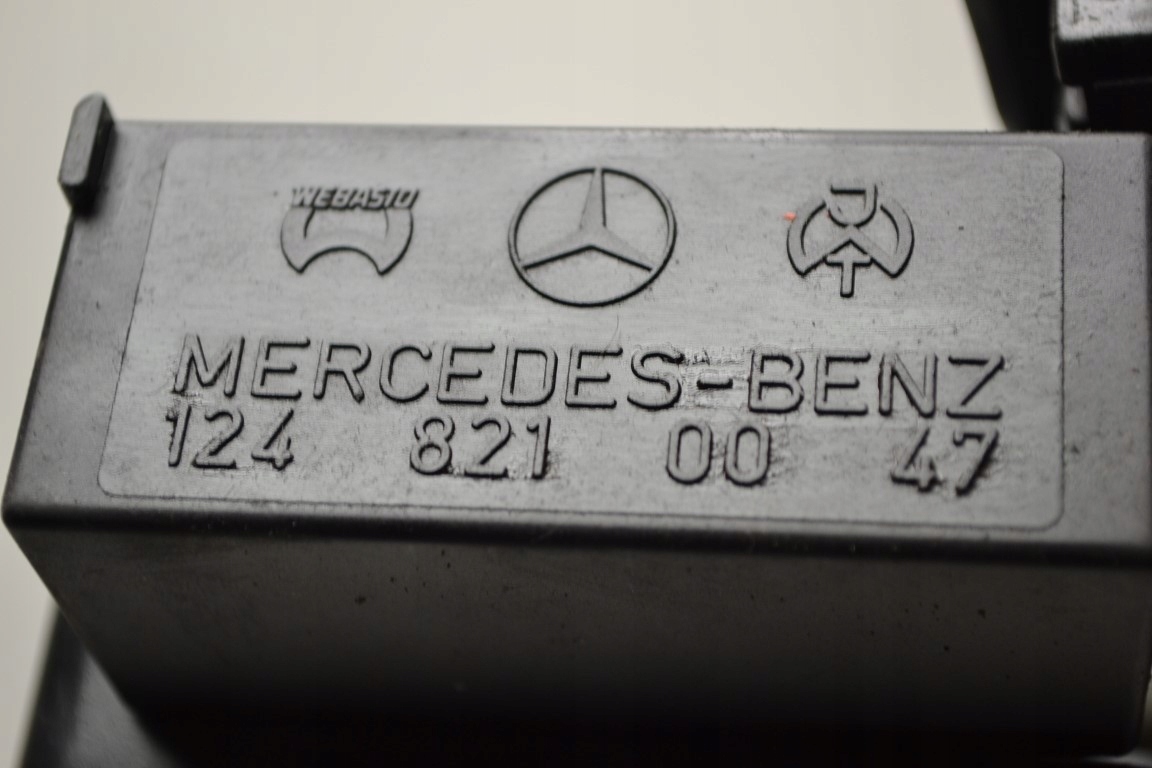 WEBASTO
MERCEDES-BENZ
124 821 00 47